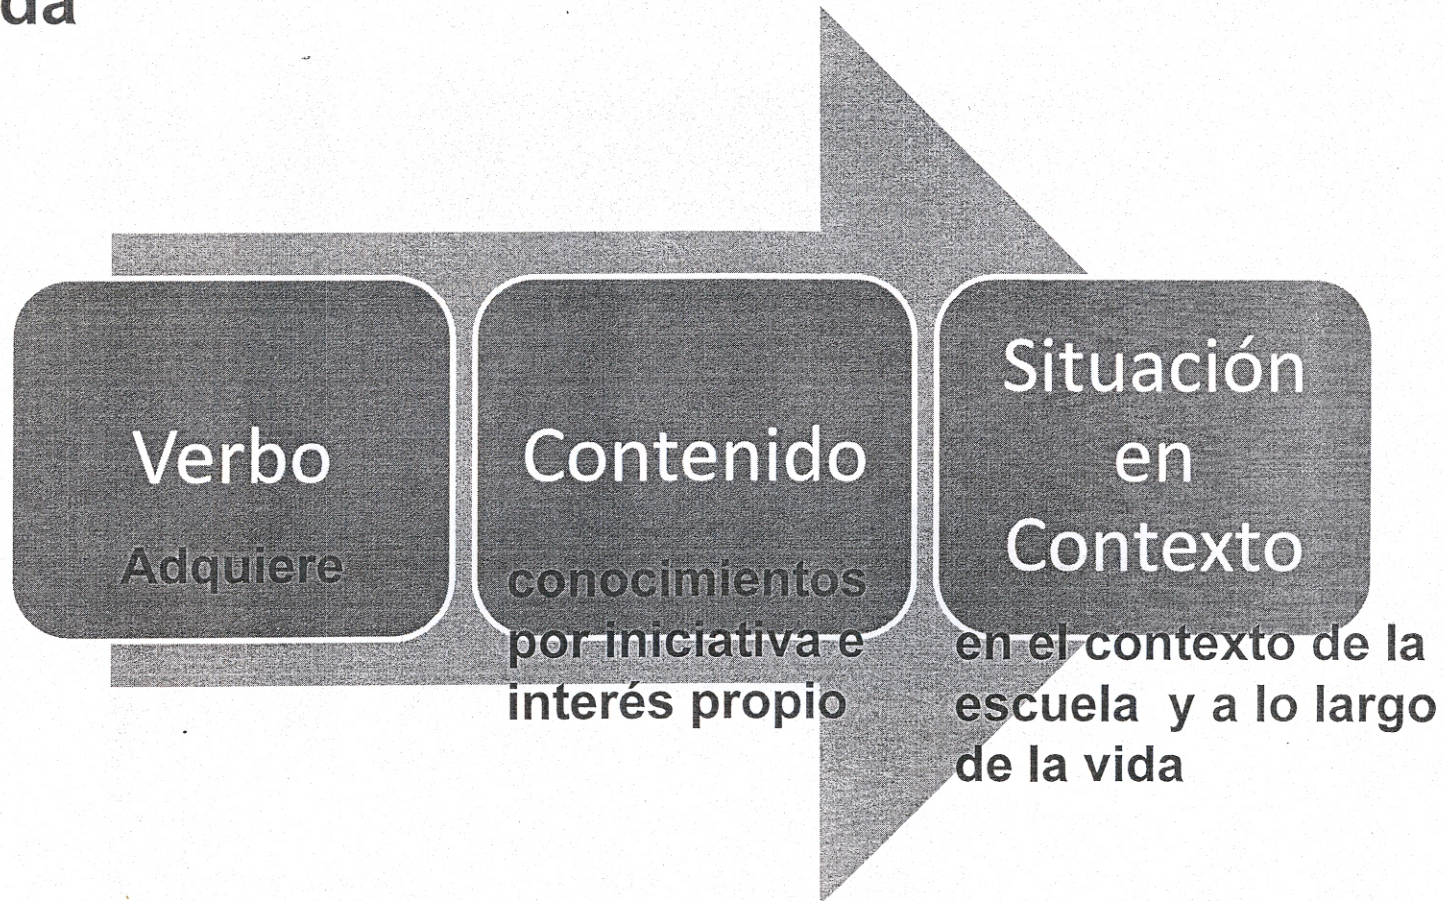 Verbo
Adquiere
Contenido
conocimientos
por iniciativa e
interés propio
Situación
en
Contexto
en el contexto de la
escuela y a lo largo
de la vida